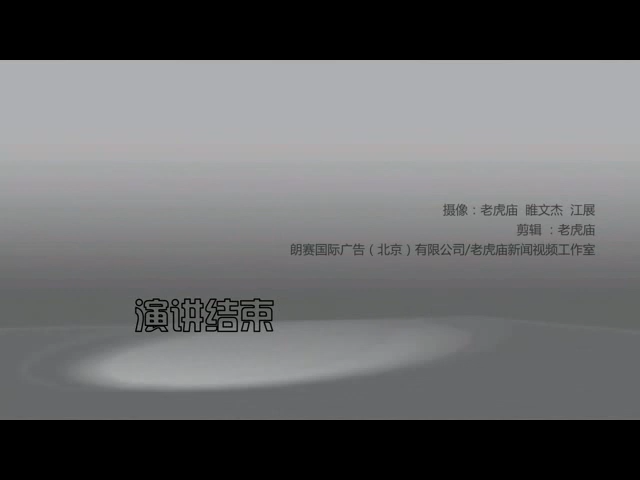 摄像：老虎庙 睢文杰 江展
剪辑 ：老虎庙
朗赛国际广告（北京）有限公司/老虎庙新闻视频工作室
演讲结束